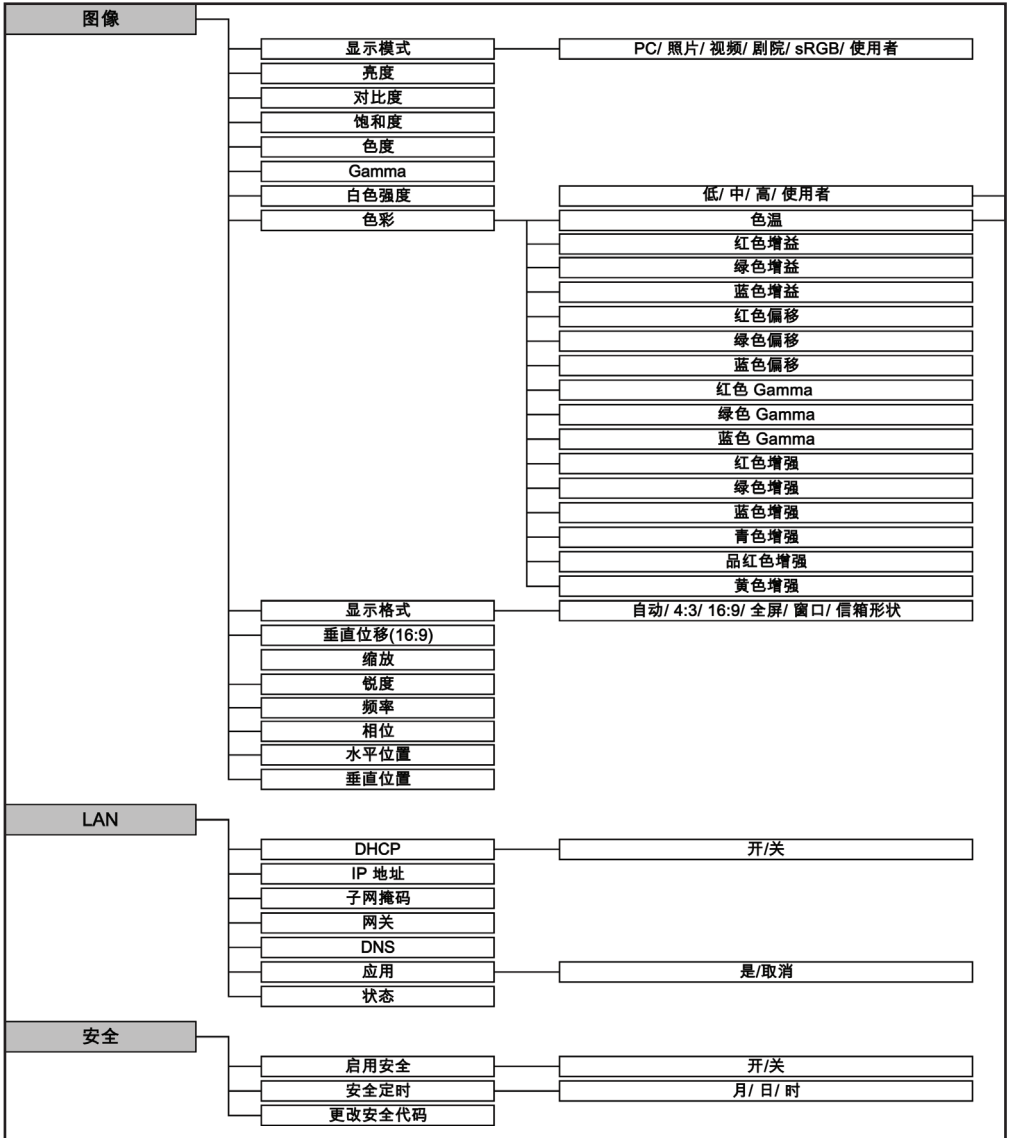 图像
显示模式 PC/ 照片/ 视频/ 剧院/ sRGB/ 使用者
亮度
对比度
饱和度
色度
Gamma
白色强度 低/ 中/ 高/ 使用者
色彩 色温
红色增益
绿色增益
蓝色增益
红色偏移
绿色偏移
蓝色偏移
红色 Gamma
绿色 Gamma
蓝色 Gamma
红色增强
绿色增强
蓝色增强
青色增强
品红色增强
黄色增强
显示格式 自动/ 4:3/ 16:9/ 全屏/ 窗口/ 信箱形状
垂直位移(16:9)
缩放
锐度
频率
相位
水平位置
垂直位置
LAN
DHCP 开/关
IP 地址
子网掩码
网关
DNS
应用 是/取消
状态
安全
启用安全 开/关
安全定时 月/ 日/ 时
更改安全代码